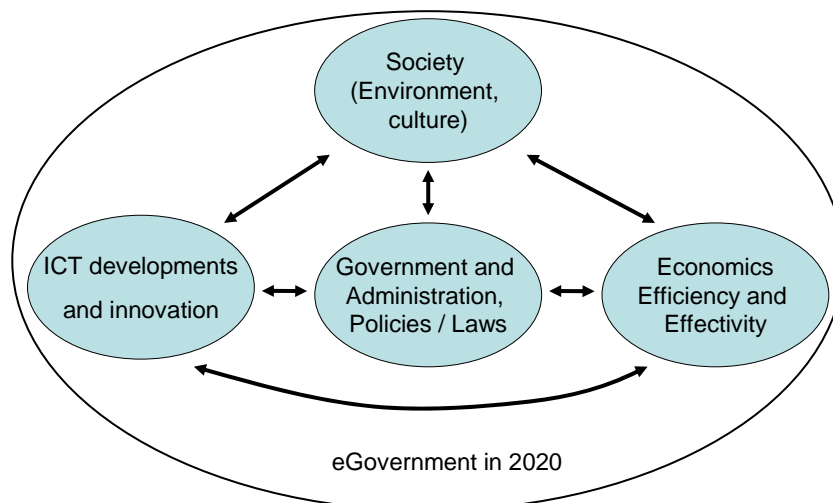 Society
(Environment,
culture)
ICT developments
and innovation
Government and
Administration,
Policies / Laws
Economics
Efficiency and
Effectivity
eGovernment in 2020